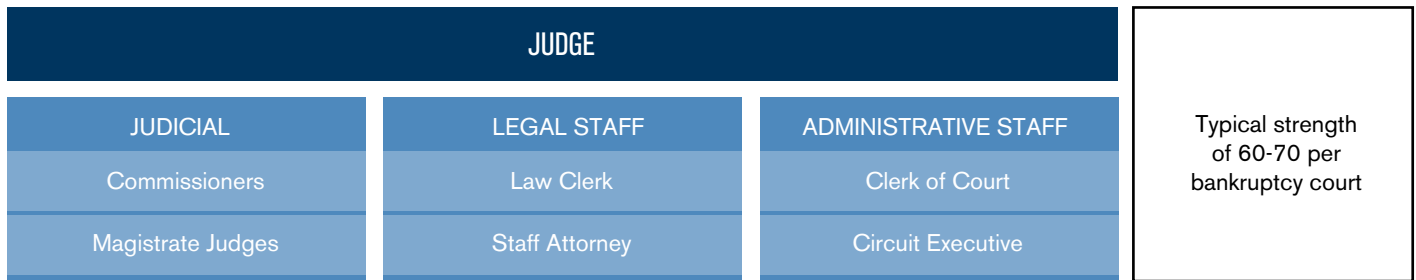 JUDGE
JUDICIAL
LEGAL STAFF
ADMINISTRATIVE STAFF
Commissioners
Law Clerk
Clerk of Court
Magistrate Judges
Staff Attorney
Circuit Executive
Typical strength
of 60-70 per
bankruptcy court